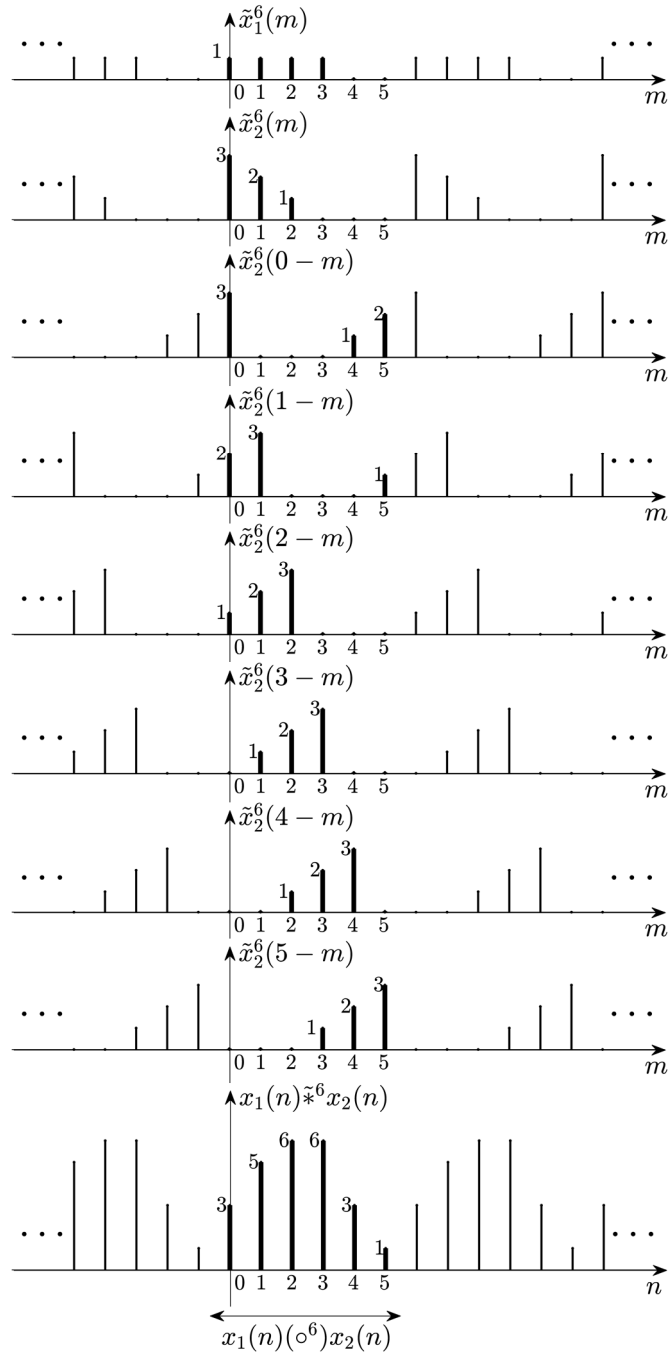 x̃₁⁶(m)
• • •
• • •
1
0 1 2 3 4 5
m
x̃₂⁶(m)
3
2
1
• • •
• • •
0 1 2 3 4 5
m
x̃₂⁶(0 − m)
3
2
1
• • •
• • •
0 1 2 3 4 5
m
x̃₂⁶(1 − m)
3
2
1
• • •
• • •
0 1 2 3 4 5
m
x̃₂⁶(2 − m)
3
2
1
• • •
• • •
0 1 2 3 4 5
m
x̃₂⁶(3 − m)
3
2
1
• • •
• • •
0 1 2 3 4 5
m
x̃₂⁶(4 − m)
3
2
1
• • •
• • •
0 1 2 3 4 5
m
x̃₂⁶(5 − m)
3
2
1
• • •
• • •
0 1 2 3 4 5
m
x₁(n)*̃⁶x₂(n)
6 6
5
3 3
1
• • •
• • •
0 1 2 3 4 5
n
x₁(n)(∘⁶)x₂(n)